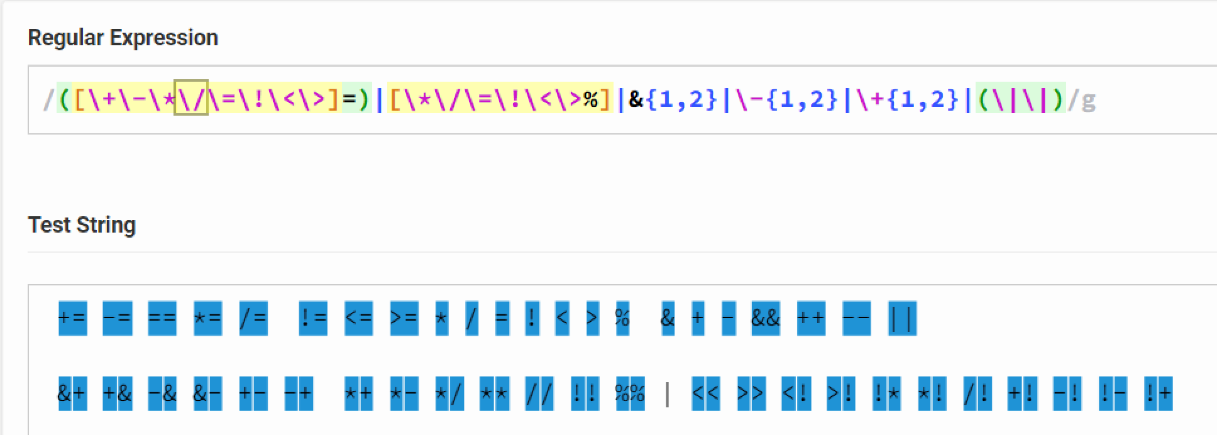 Regular Expression
/([\+\-\*\/\=\!\<\>]=)|[\*\/\=\!\<\>%]|&{1,2}|\-{1,2}|\+{1,2}|(\|\|)/g
Test String
+= -= == *= /= != <= >= * / = ! < > % & + - && ++ -- ||
&+ +& -& &- +- -+ *+ *- */ ** // !! %% | << >> <! >! !* *! /! +! -! !- !+